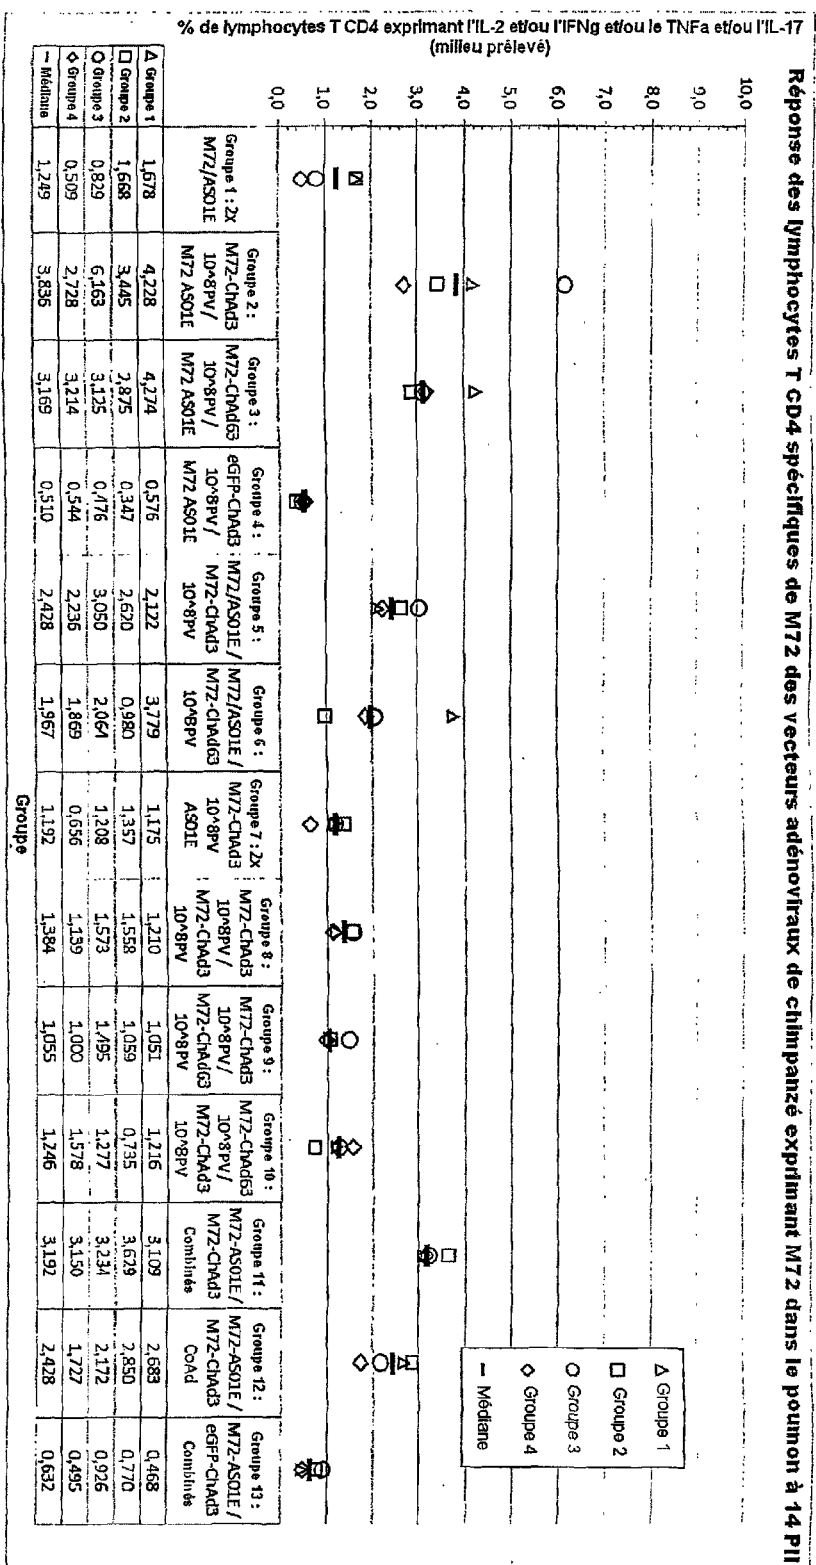 Réponse des lymphocytes T CD4 spécifiques de M72 des vecteurs adénoviraux de chimpanzé exprimant M72 dans le poumon à 14 PII
% de lymphocytes T CD4 exprimant l'IL-2 et/ou l'IFNg et/ou le TNFa et/ou l'IL-17
(milieu prélevé)
10,0
9,0
8,0
7,0
6,0
5,0
4,0
3,0
2,0
1,0
0,0
△ Groupe 1
□ Groupe 2
○ Groupe 3
◇ Groupe 4
– Médiane
Groupe 1 : 2x M72/AS01E
Groupe 2 : M72-ChAd3 10^8PV/ M72 AS01E
Groupe 3 : M72-ChAd63 10^8PV/ M72 AS01E
Groupe 4 : eGFP-ChAd3 10^8PV/ M72 AS01E
Groupe 5 : M72/AS01E / M72-ChAd3 10^8PV
Groupe 6 : M72/AS01E / M72-ChAd63 10^8PV
Groupe 7 : 2x M72-ChAd3 10^8PV AS01E
Groupe 8 : M72-ChAd3 10^8PV/ M72-ChAd3 10^8PV
Groupe 9 : M72-ChAd3 10^8PV/ M72-ChAd63 10^8PV
Groupe 10 : M72-ChAd63 10^8PV/ M72-ChAd3 10^8PV
Groupe 11 : M72-AS01E / M72-ChAd3 Combinés
Groupe 12 : M72-AS01E / M72-ChAd3 CoAd
Groupe 13 : M72-AS01E / eGFP-ChAd3 Combinés
△ Groupe 1 1,678 4,228 4,274 0,576 2,122 3,779 1,175 1,210 1,051 1,216 3,109 2,683 0,468
□ Groupe 2 1,668 3,445 2,875 0,347 2,620 0,980 1,357 1,558 1,059 0,735 3,629 2,850 0,770
○ Groupe 3 0,829 6,163 3,125 0,476 3,050 2,064 1,208 1,573 1,495 1,277 3,234 2,172 0,926
◇ Groupe 4 0,509 2,728 3,214 0,544 2,236 1,869 0,656 1,139 1,000 1,578 3,150 1,727 0,495
– Médiane 1,249 3,836 3,169 0,510 2,428 1,967 1,192 1,384 1,055 1,246 3,192 2,428 0,632
Groupe